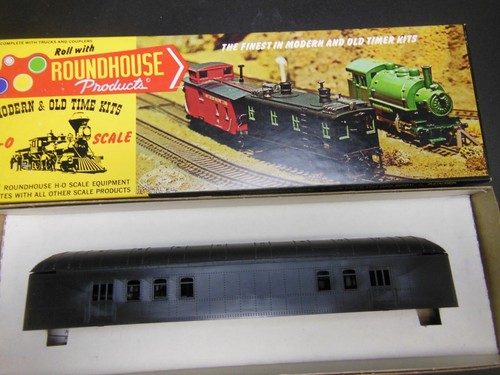 COMPLETE WITH TRUCKS AND COUPLERS
Roll with
ROUNDHOUSE
Products
THE FINEST IN MODERN AND OLD TIMER KITS
MODERN & OLD TIME KITS
H-O SCALE
ROUNDHOUSE H-O SCALE EQUIPMENT
WITH ALL OTHER SCALE PRODUCTS